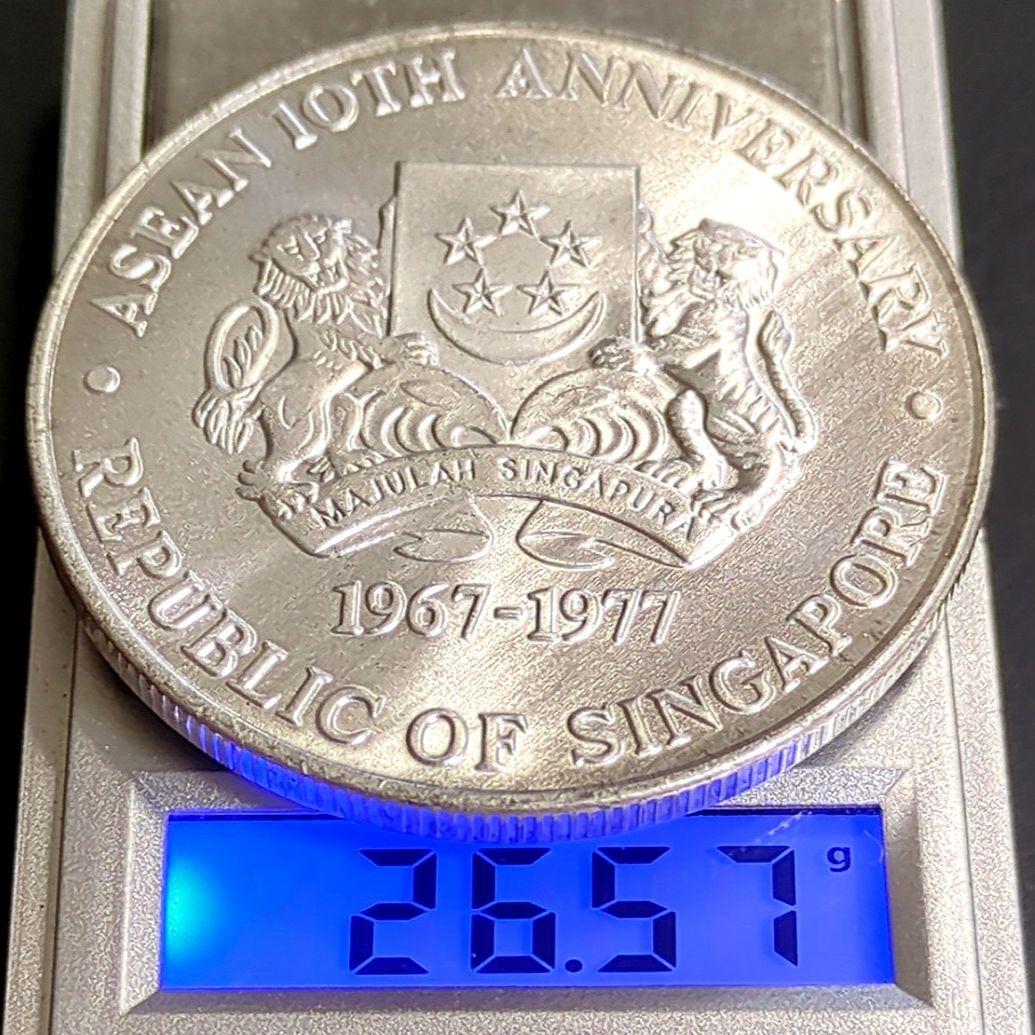 ASEAN 10TH ANNIVERSARY
MAJULAH SINGAPURA
1967-1977
REPUBLIC OF SINGAPORE
26.57 g